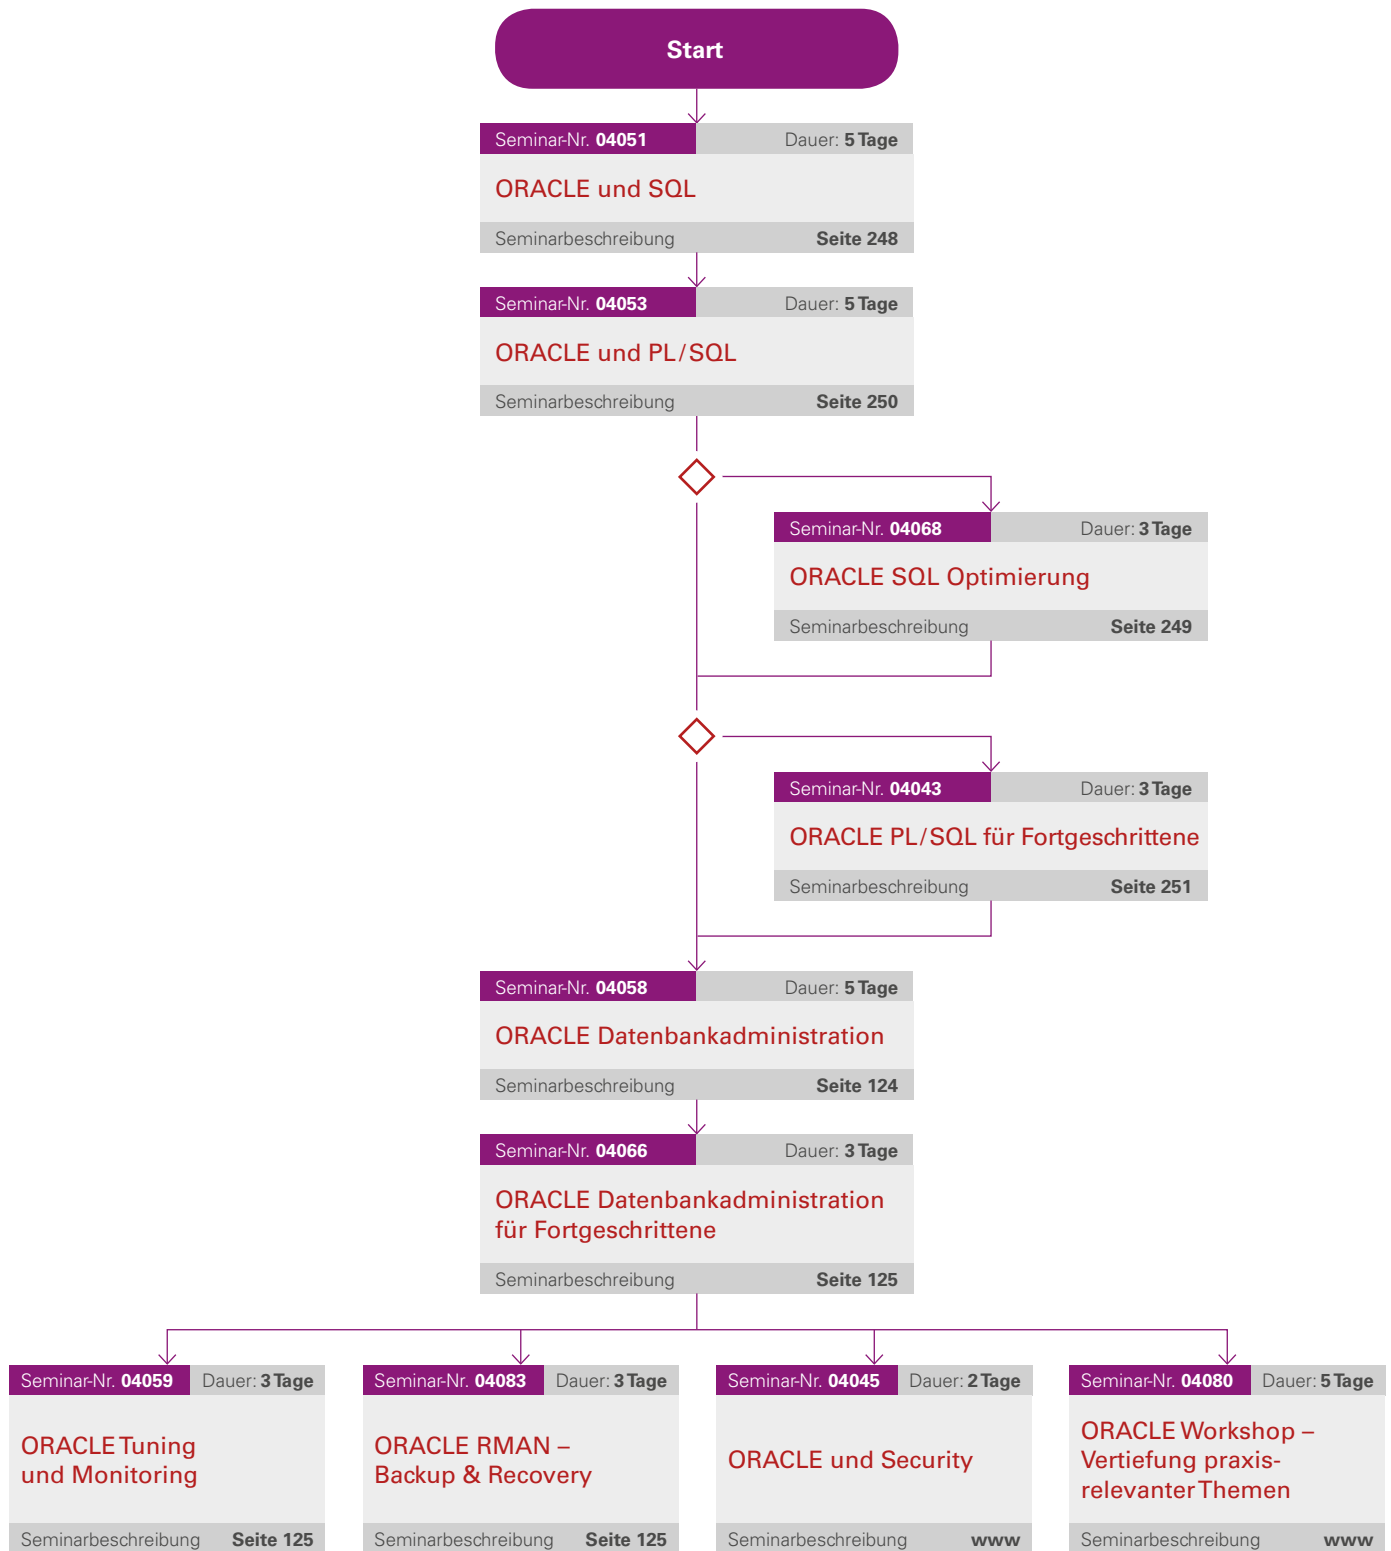 Start
Seminar-Nr. 04051 Dauer: 5 Tage
ORACLE und SQL
Seminarbeschreibung Seite 248
Seminar-Nr. 04053 Dauer: 5 Tage
ORACLE und PL/SQL
Seminarbeschreibung Seite 250
Seminar-Nr. 04068 Dauer: 3 Tage
ORACLE SQL Optimierung
Seminarbeschreibung Seite 249
Seminar-Nr. 04043 Dauer: 3 Tage
ORACLE PL/SQL für Fortgeschrittene
Seminarbeschreibung Seite 251
Seminar-Nr. 04058 Dauer: 5 Tage
ORACLE Datenbankadministration
Seminarbeschreibung Seite 124
Seminar-Nr. 04066 Dauer: 3 Tage
ORACLE Datenbankadministration
für Fortgeschrittene
Seminarbeschreibung Seite 125
Seminar-Nr. 04059 Dauer: 3 Tage
ORACLE Tuning
und Monitoring
Seminarbeschreibung Seite 125
Seminar-Nr. 04083 Dauer: 3 Tage
ORACLE RMAN –
Backup & Recovery
Seminarbeschreibung Seite 125
Seminar-Nr. 04045 Dauer: 2 Tage
ORACLE und Security
Seminarbeschreibung www
Seminar-Nr. 04080 Dauer: 5 Tage
ORACLE Workshop –
Vertiefung praxis-
relevanter Themen
Seminarbeschreibung www